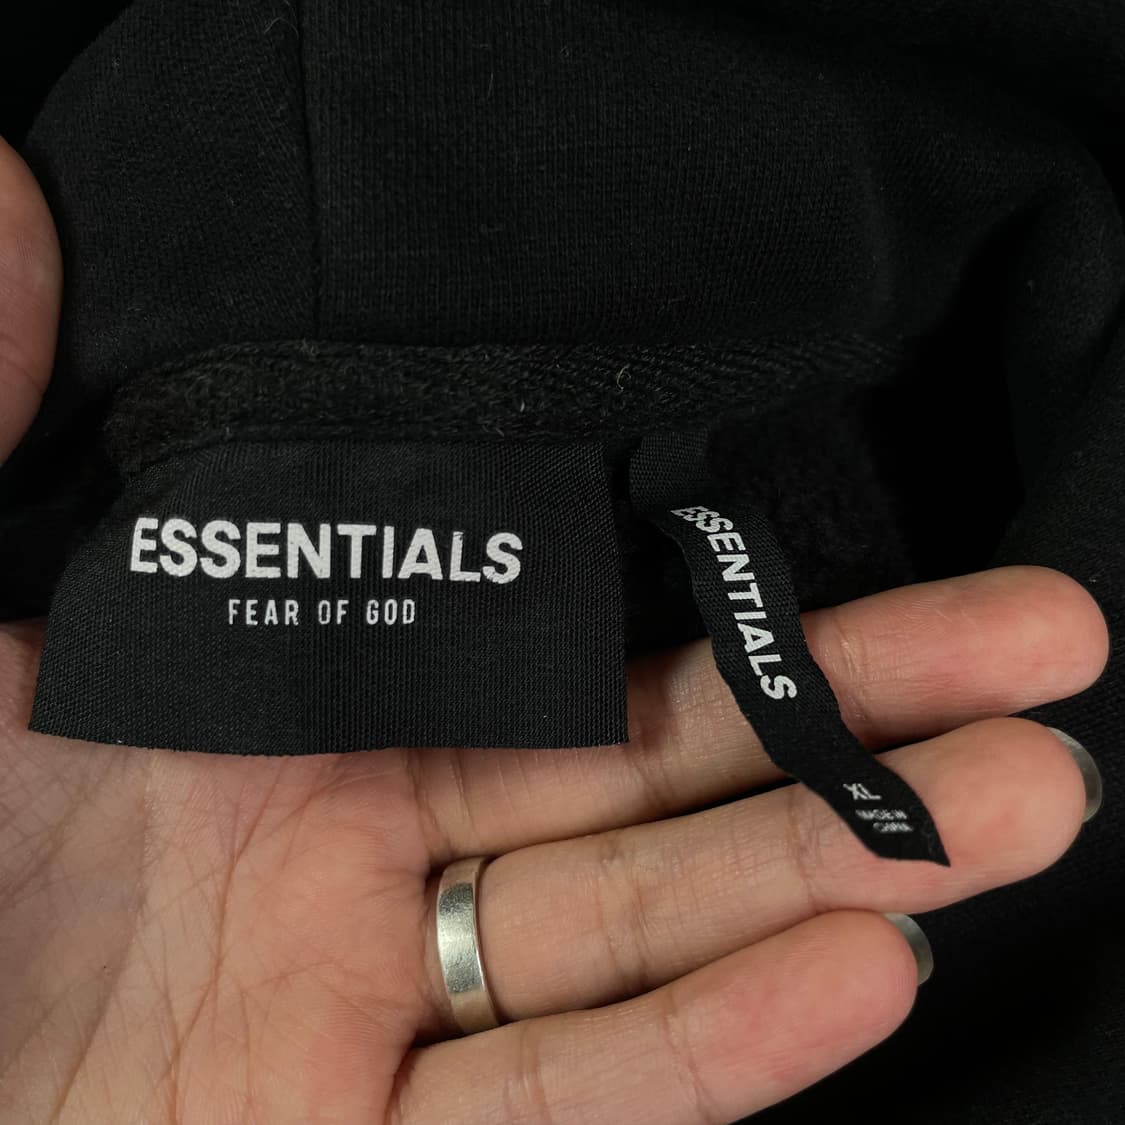 ESSENTIALS
FEAR OF GOD
ESSENTIALS
XL
MADE IN
CHINA